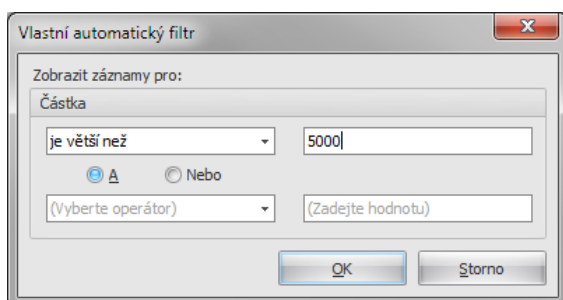 Vlastní automatický filtr
Zobrazit záznamy pro:
Částka
je větší než 5000
A Nebo
(Vyberte operátor) (Zadejte hodnotu)
OK Storno